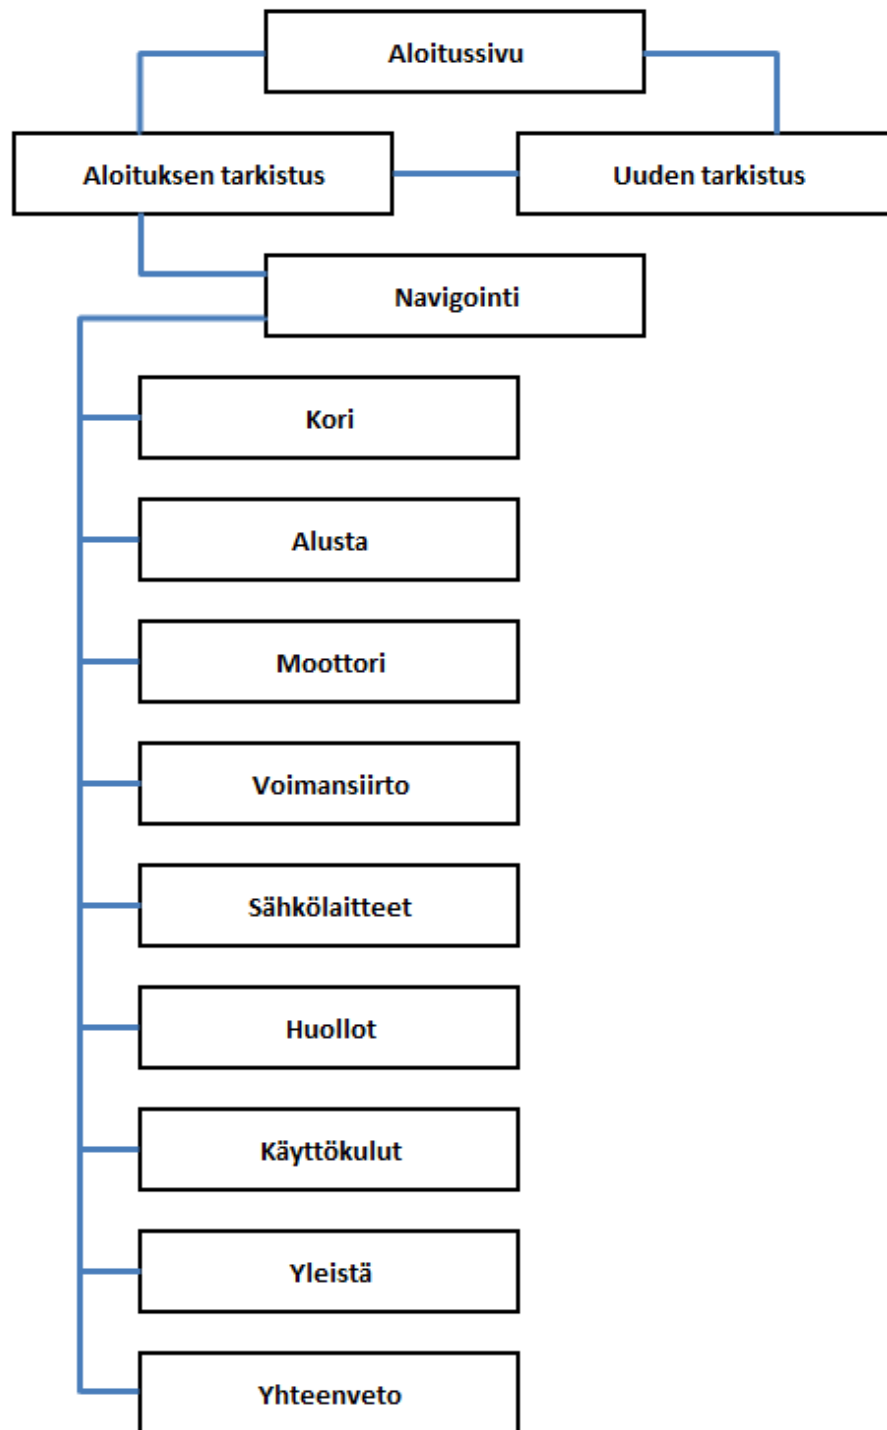 Aloitussivu
Aloituksen tarkistus
Uuden tarkistus
Navigointi
Kori
Alusta
Moottori
Voimansiirto
Sähkölaitteet
Huollot
Käyttökulut
Yleistä
Yhteenveto